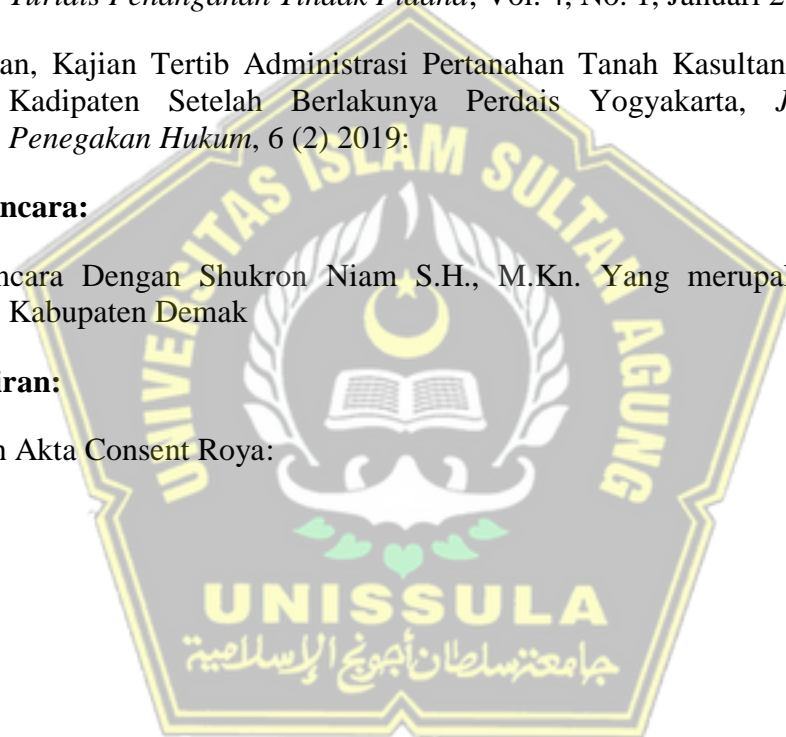 Penanganan Tindak Pidana, Vol. 4, No. 1, Januari 2
an, Kajian Tertib Administrasi Pertanahan Tanah Kasultan
Kadipaten Setelah Berlakunya Perdais Yogyakarta, J
Penegakan Hukum, 6 (2) 2019:
ncara:
ncara Dengan Shukron Niam S.H., M.Kn. Yang merupal
Kabupaten Demak
iran:
n Akta Consent Roya:
UNIVERSITAS ISLAM SULTAN AGUNG
UNISSULA
جامعة سلطان أجونج الإسلامية